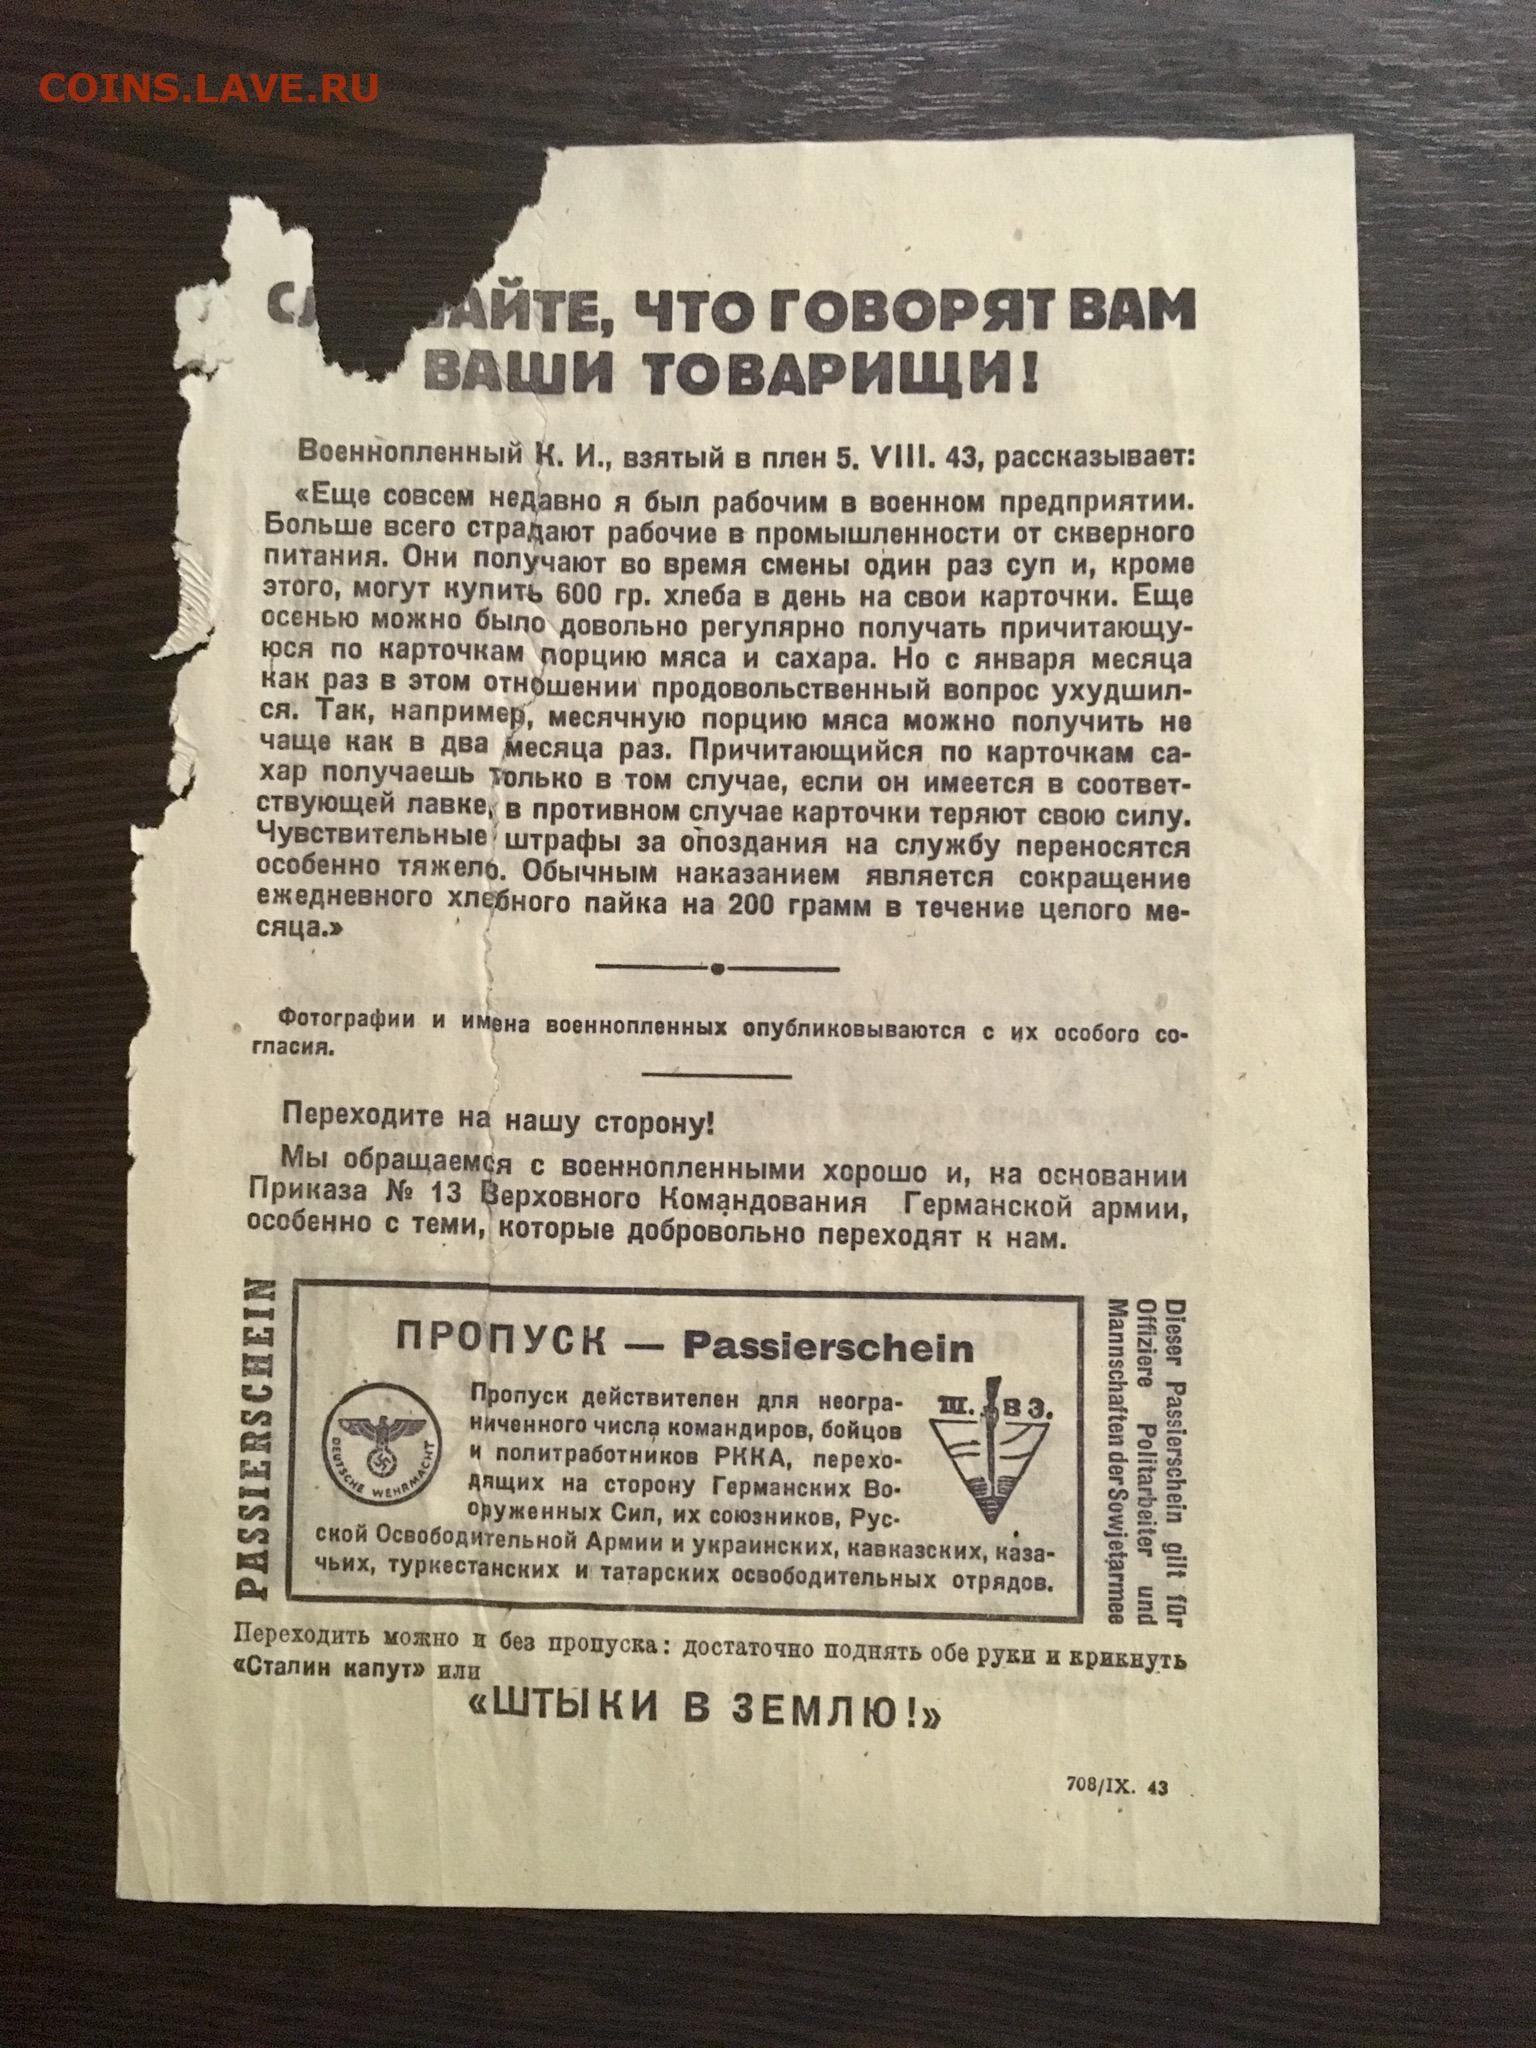 COINS.LAVE.RU
ЧТО ГОВОРЯТ ВАМ
ВАШИ ТОВАРИЩИ!
Военнопленный К. И., взятый в плен 5. VIII. 43, рассказывает:
«Еще совсем недавно я был рабочим в военном предприятии.
Больше всего страдают рабочие в промышленности от скверного
питания. Они получают во время смены один раз суп и, кроме
этого, могут купить 600 гр. хлеба в день на свои карточки. Еще
осенью можно было довольно регулярно получать причитающу-
юся по карточкам порцию мяса и сахара. Но с января месяца
как раз в этом отношении продовольственный вопрос ухудшил-
ся. Так, например, месячную порцию мяса можно получить не
чаще как в два месяца раз. Причитающийся по карточкам са-
хар получаешь только в том случае, если он имеется в соответ-
ствующей лавке, в противном случае карточки теряют свою силу.
Чувствительные штрафы за опоздания на службу переносятся
особенно тяжело. Обычным наказанием является сокращение
ежедневного хлебного пайка на 200 грамм в течение целого ме-
сяца.»
Фотографии и имена военнопленных опубликовываются с их особого со-
гласия.
Переходите на нашу сторону!
Мы обращаемся с военнопленными хорошо и, на основании
Приказа № 13 Верховного Командования Германской армии,
особенно с теми, которые добровольно переходят к нам.
PASSIERSCHEIN
ПРОПУСК — Passierschein
DEUTSCHE WEHRMACHT
Пропуск действителен для неогра-
ниченного числа командиров, бойцов
и политработников РККА, перехо-
дящих на сторону Германских Во-
оруженных Сил, их союзников, Рус-
ской Освободительной Армии и украинских, кавказских, каза-
чьих, туркестанских и татарских освободительных отрядов.
Ш. В З.
Dieser Passierschein gilt für
Offiziere Politarbeiter und
Mannschaften der Sowjetarmee
Переходить можно и без пропуска: достаточно поднять обе руки и крикнуть
«Сталин капут» или
«ШТЫКИ В ЗЕМЛЮ!»
708/IX. 43